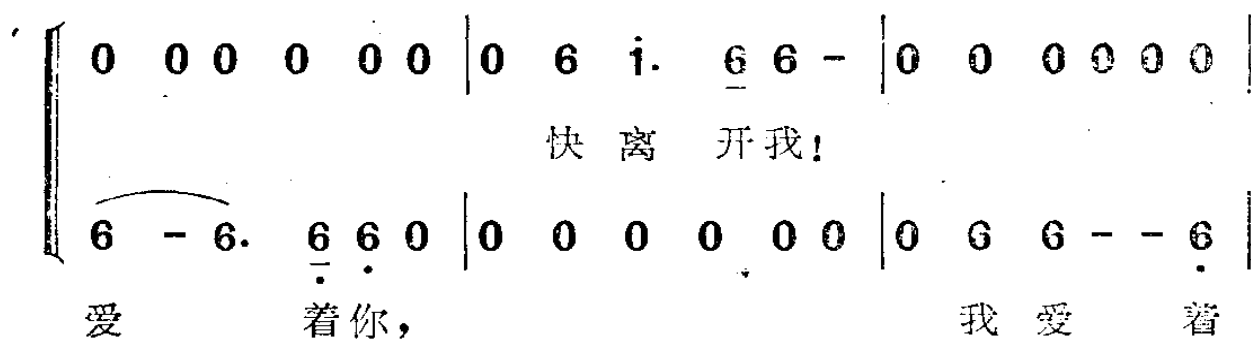 0 0 0 0 0 0 | 0 6 i. 6 6 - | 0 0 0 0 0 0 |
快 离 开 我！
6 - 6. 6 6 0 | 0 0 0 0 0 0 | 0 6 6 - - 6 |
爱 着 你， 我 爱 着